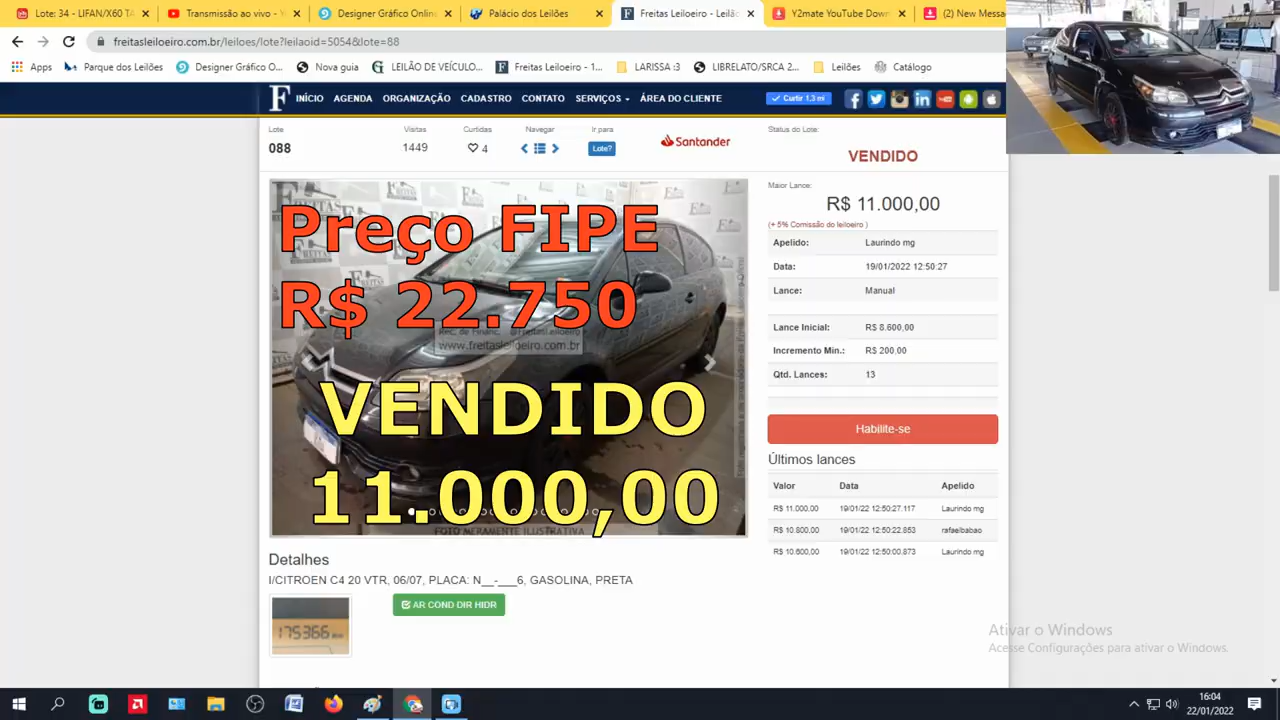 Lote: 34 - LIFAN/X60 TA
Transmissão ao vivo - Y
Designer Gráfico Online
Palácio dos Leilões
Freitas Leiloeiro - Leilão
Y2mate YouTube Down
(2) New Messa
freitasleiloeiro.com.br/leiloes/lote?leilaoid=5054&lote=88
Apps
Parque dos Leilões
Designer Gráfico O...
Nova guia
LEILÃO DE VEÍCULO...
Freitas Leiloeiro - 1...
LARISSA :3
LIBRELATO/SRCA 2...
Leilões
Catálogo
INÍCIO AGENDA ORGANIZAÇÃO CADASTRO CONTATO SERVIÇOS ÁREA DO CLIENTE
Curtir 1,3 mi
Lote
088
Visitas
1449
Curtidas
4
Navegar
Ir para
Lote?
Santander
Status do Lote:
VENDIDO
Preço FIPE
R$ 22.750
Rec. de Financ. @FreitasLeiloeiro
www.freitasleiloeiro.com.br
VENDIDO
11.000,00
FOTO MERAMENTE ILUSTRATIVA
Maior Lance:
R$ 11.000,00
(+ 5% Comissão do leiloeiro )
Apelido: Laurindo mg
Data: 19/01/2022 12:50:27
Lance: Manual
Lance Inicial: R$ 8.600,00
Incremento Min.: R$ 200,00
Qtd. Lances: 13
Habilite-se
Últimos lances
Valor Data Apelido
R$ 11.000,00 19/01/22 12:50:27.117 Laurindo mg
R$ 10.800,00 19/01/22 12:50:22.853 rafaelbabao
R$ 10.600,00 19/01/22 12:50:00.873 Laurindo mg
Detalhes
I/CITROEN C4 20 VTR, 06/07, PLACA: N__-___6, GASOLINA, PRETA
175366
AR COND DIR HIDR
Ativar o Windows
Acesse Configurações para ativar o Windows.
16:04
22/01/2022